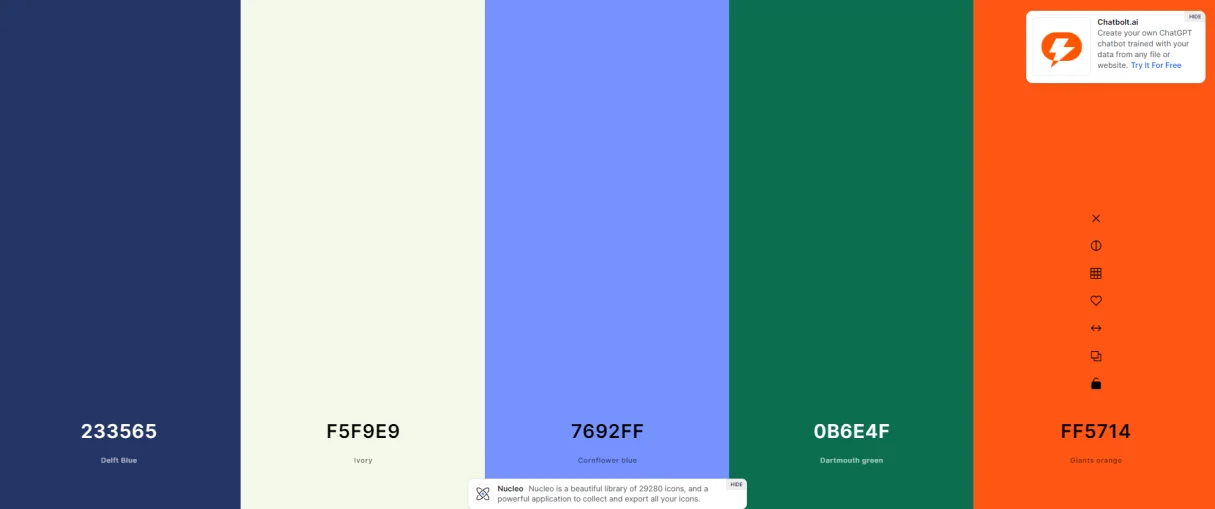 HIDE
Chatbolt.ai
Create your own ChatGPT
chatbot trained with your
data from any file or
website. Try It For Free
233565
F5F9E9
7692FF
0B6E4F
FF5714
Delft Blue
Ivory
Cornflower blue
Dartmouth green
Giants orange
HIDE
Nucleo Nucleo is a beautiful library of 29280 icons, and a
powerful application to collect and export all your icons.